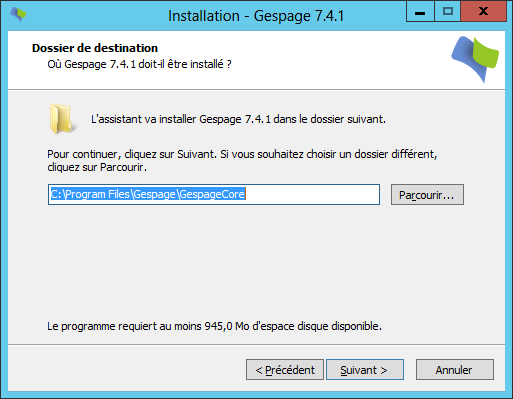 Installation - Gespage 7.4.1
Dossier de destination
Où Gespage 7.4.1 doit-il être installé ?
L'assistant va installer Gespage 7.4.1 dans le dossier suivant.
Pour continuer, cliquez sur Suivant. Si vous souhaitez choisir un dossier différent,
cliquez sur Parcourir.
C:\Program Files\Gespage\GespageCore
Parcourir...
Le programme requiert au moins 945,0 Mo d'espace disque disponible.
< Précédent
Suivant >
Annuler